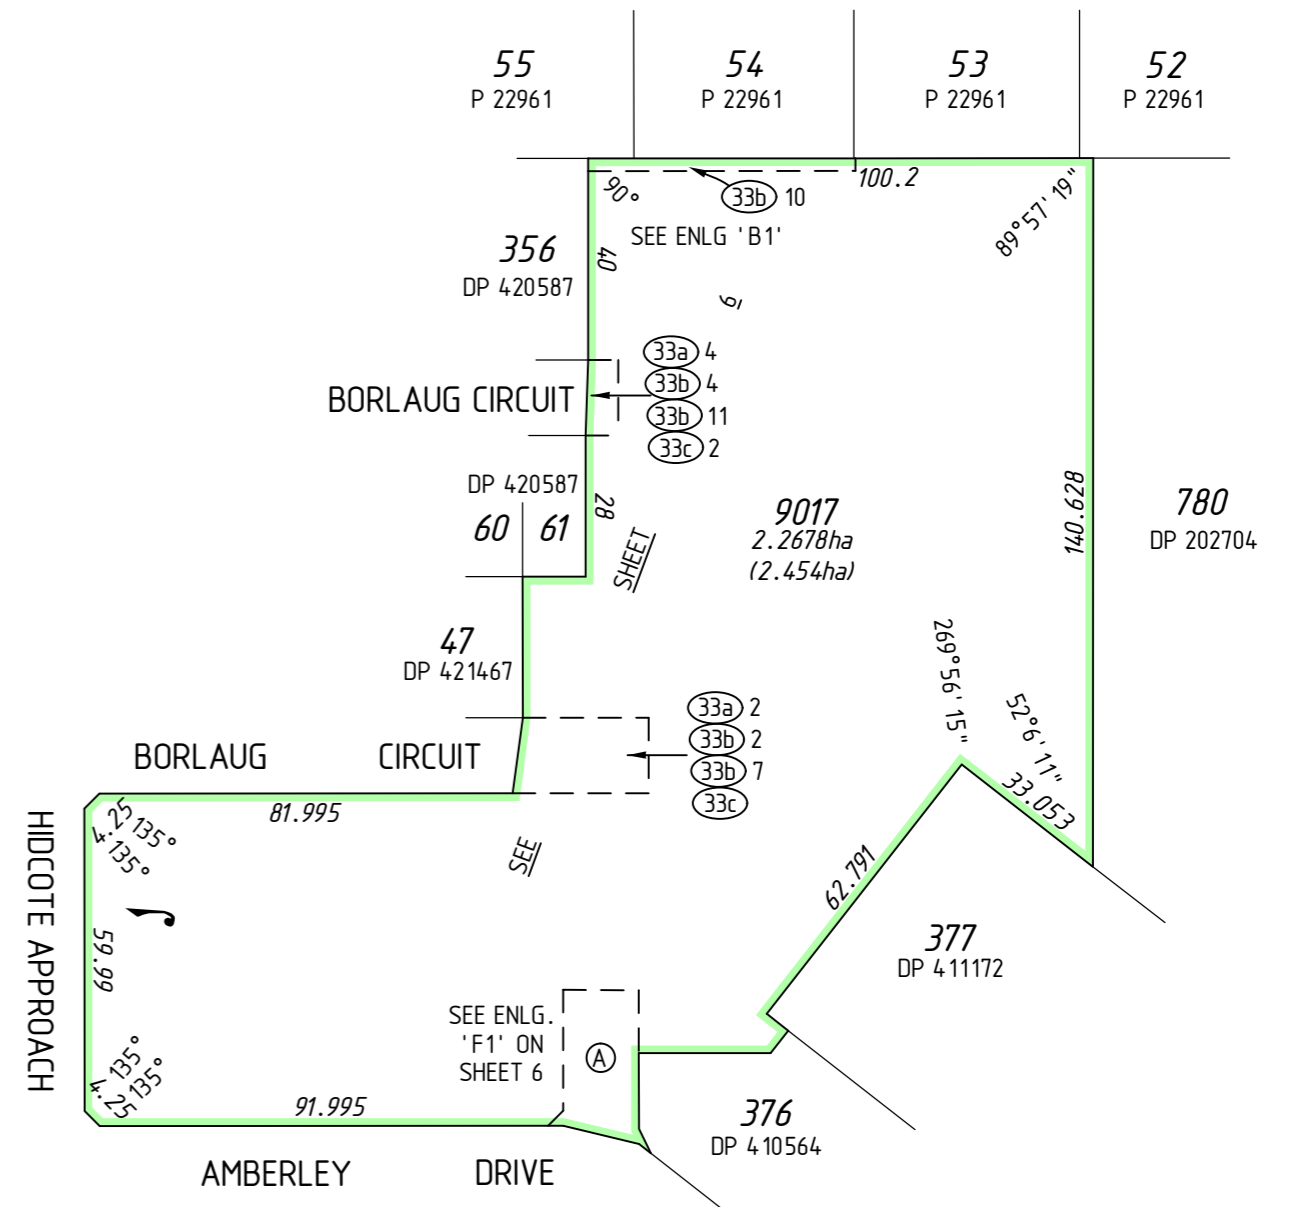 55
P 22961
54
P 22961
53
P 22961
52
P 22961
100.2
90°
33b 10
89°57'19"
SEE ENLG 'B1'
356
DP 420587
40
9
33a 4
33b 4
33b 11
33c 2
BORLAUG CIRCUIT
DP 420587
60
61
28
SHEET
9017
2.2678ha
(2.454ha)
140.628
780
DP 202704
47
DP 421467
269°56'15"
52°6'11"
33.053
33a 2
33b 2
33b 7
33c
BORLAUG CIRCUIT
81.995
4.25
135°
135°
SEE
HIDCOTE APPROACH
59.99
62.791
377
DP 411172
SEE ENLG.
'F1' ON
SHEET 6
A
135°
135°
4.25
91.995
376
DP 410564
AMBERLEY DRIVE